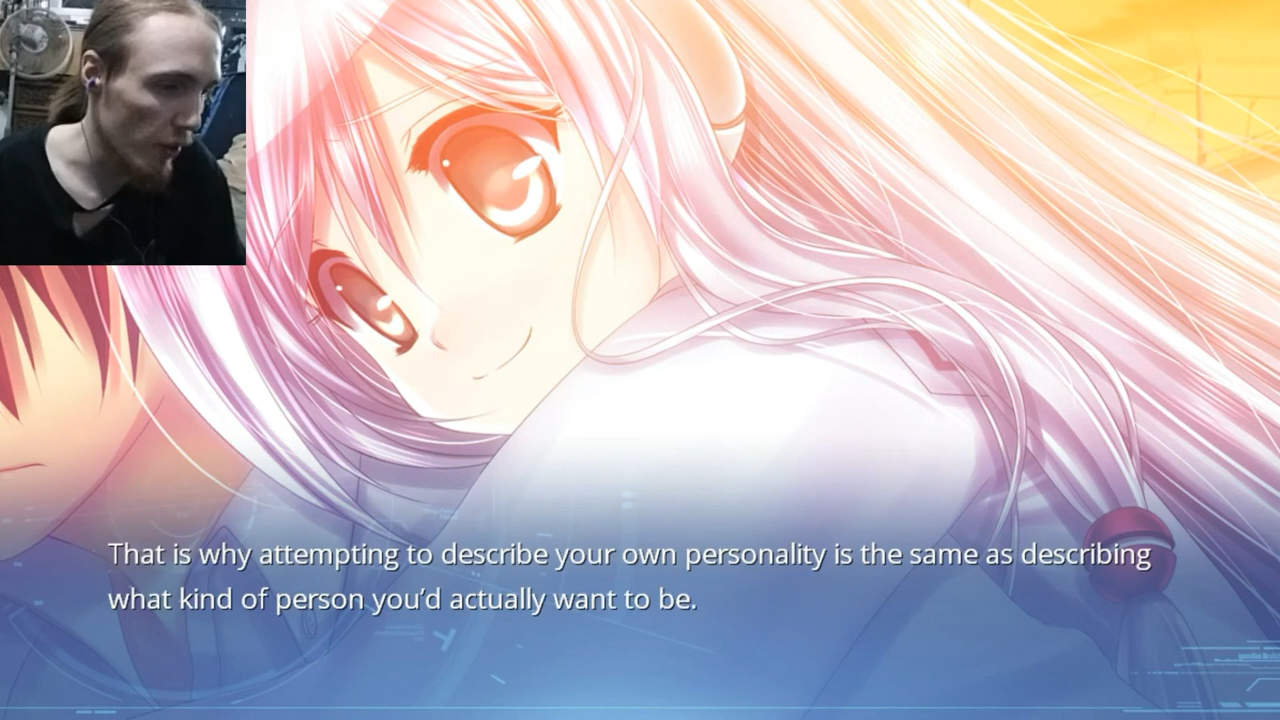 That is why attempting to describe your own personality is the same as describing
what kind of person you'd actually want to be.